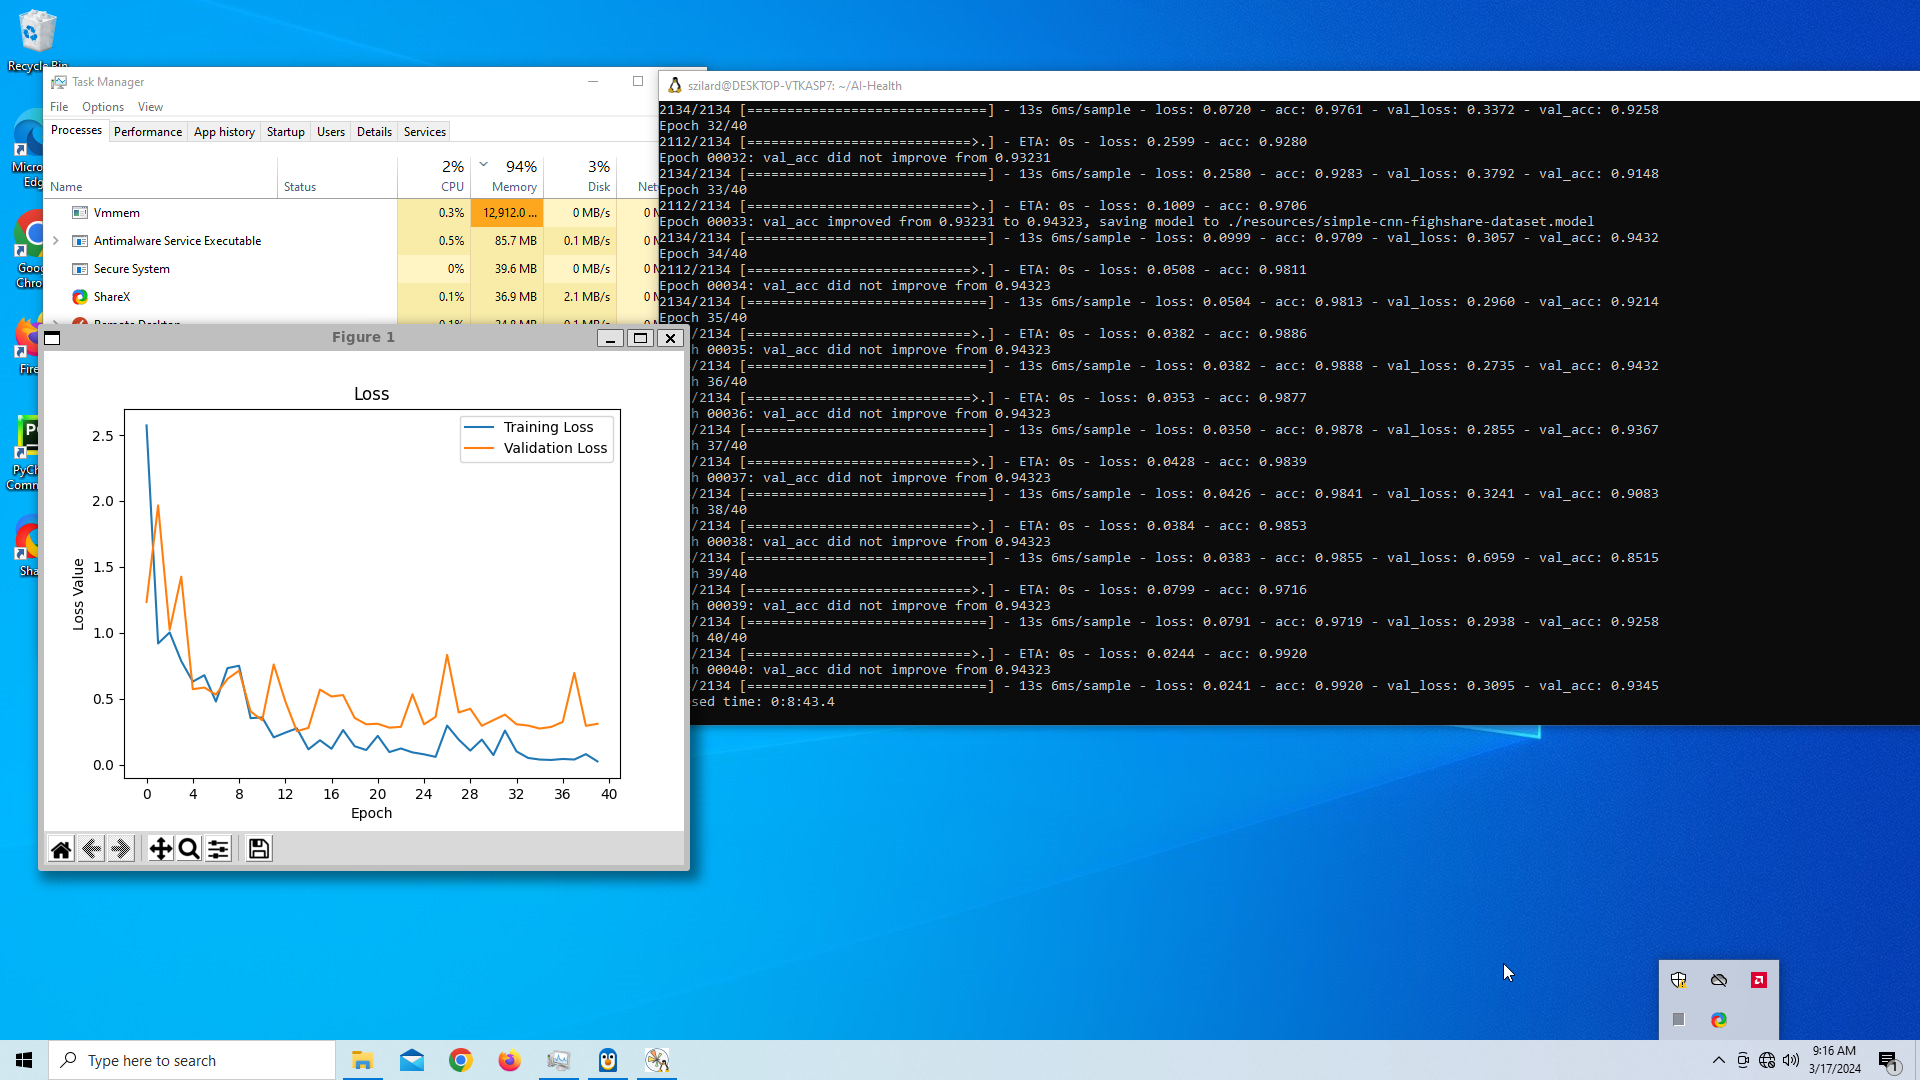 Recycle Bin
Micro
Edg
Goog
Chro
Fire
PyCh
Comm
Sha
Task Manager
File Options View
Processes Performance App history Startup Users Details Services
2% 94% 3%
Name Status CPU Memory Disk Net
Vmmem 0.3% 12,912.0 ... 0 MB/s 0 M
Antimalware Service Executable 0.5% 85.7 MB 0.1 MB/s 0 M
Secure System 0% 39.6 MB 0 MB/s 0 M
ShareX 0.1% 36.9 MB 2.1 MB/s 0 M
szilard@DESKTOP-VTKASP7: ~/AI-Health
2134/2134 [==============================] - 13s 6ms/sample - loss: 0.0720 - acc: 0.9761 - val_loss: 0.3372 - val_acc: 0.9258
Epoch 32/40
2112/2134 [============================>.] - ETA: 0s - loss: 0.2599 - acc: 0.9280
Epoch 00032: val_acc did not improve from 0.93231
2134/2134 [==============================] - 13s 6ms/sample - loss: 0.2580 - acc: 0.9283 - val_loss: 0.3792 - val_acc: 0.9148
Epoch 33/40
2112/2134 [============================>.] - ETA: 0s - loss: 0.1009 - acc: 0.9706
Epoch 00033: val_acc improved from 0.93231 to 0.94323, saving model to ./resources/simple-cnn-fighshare-dataset.model
2134/2134 [==============================] - 13s 6ms/sample - loss: 0.0999 - acc: 0.9709 - val_loss: 0.3057 - val_acc: 0.9432
Epoch 34/40
2112/2134 [============================>.] - ETA: 0s - loss: 0.0508 - acc: 0.9811
Epoch 00034: val_acc did not improve from 0.94323
2134/2134 [==============================] - 13s 6ms/sample - loss: 0.0504 - acc: 0.9813 - val_loss: 0.2960 - val_acc: 0.9214
Epoch 35/40
/2134 [============================>.] - ETA: 0s - loss: 0.0382 - acc: 0.9886
h 00035: val_acc did not improve from 0.94323
/2134 [==============================] - 13s 6ms/sample - loss: 0.0382 - acc: 0.9888 - val_loss: 0.2735 - val_acc: 0.9432
h 36/40
/2134 [============================>.] - ETA: 0s - loss: 0.0353 - acc: 0.9877
h 00036: val_acc did not improve from 0.94323
/2134 [==============================] - 13s 6ms/sample - loss: 0.0350 - acc: 0.9878 - val_loss: 0.2855 - val_acc: 0.9367
h 37/40
/2134 [============================>.] - ETA: 0s - loss: 0.0428 - acc: 0.9839
h 00037: val_acc did not improve from 0.94323
/2134 [==============================] - 13s 6ms/sample - loss: 0.0426 - acc: 0.9841 - val_loss: 0.3241 - val_acc: 0.9083
h 38/40
/2134 [============================>.] - ETA: 0s - loss: 0.0384 - acc: 0.9853
h 00038: val_acc did not improve from 0.94323
/2134 [==============================] - 13s 6ms/sample - loss: 0.0383 - acc: 0.9855 - val_loss: 0.6959 - val_acc: 0.8515
h 39/40
/2134 [============================>.] - ETA: 0s - loss: 0.0799 - acc: 0.9716
h 00039: val_acc did not improve from 0.94323
/2134 [==============================] - 13s 6ms/sample - loss: 0.0791 - acc: 0.9719 - val_loss: 0.2938 - val_acc: 0.9258
h 40/40
/2134 [============================>.] - ETA: 0s - loss: 0.0244 - acc: 0.9920
h 00040: val_acc did not improve from 0.94323
/2134 [==============================] - 13s 6ms/sample - loss: 0.0241 - acc: 0.9920 - val_loss: 0.3095 - val_acc: 0.9345
sed time: 0:8:43.4
Figure 1
Loss
Training Loss
Validation Loss
2.5
2.0
1.5
1.0
0.5
0.0
Loss Value
0 4 8 12 16 20 24 28 32 36 40
Epoch
Type here to search
9:16 AM
3/17/2024
1